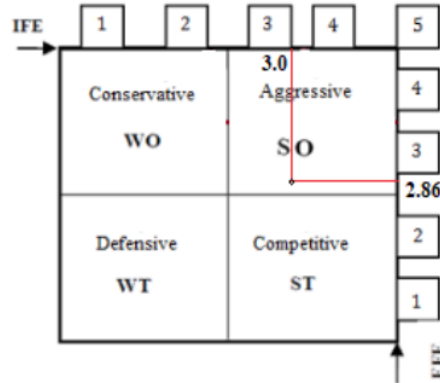 IFE 1 2 3 4 5
3.0
Conservative Aggressive 4
WO SO 3
2.86
Defensive Competitive 2
WT ST 1
EFE